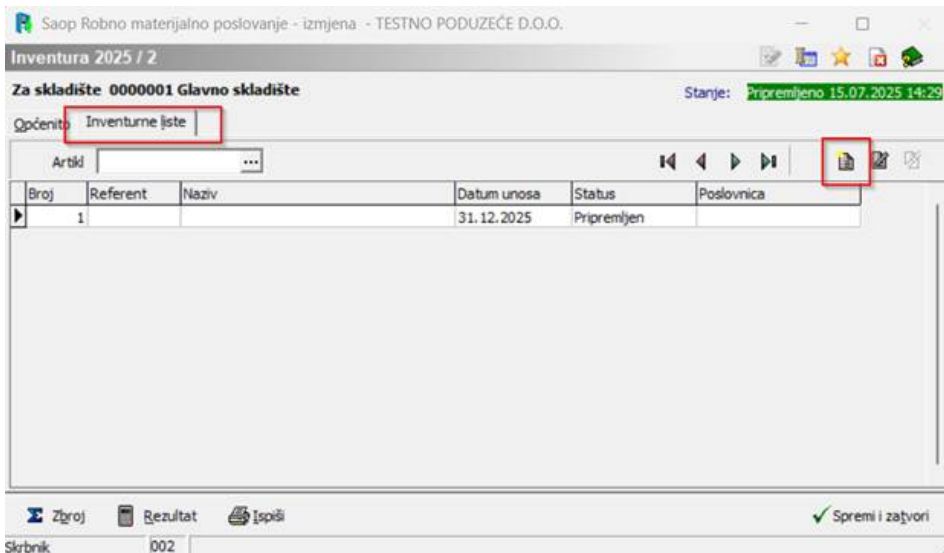 Saop Robno materijalno poslovanje - izmjena - TESTNO PODUZEĆE D.O.O.
Inventura 2025 / 2
Za skladište 0000001 Glavno skladište Stanje: Pripremljeno 15.07.2025 14:29
Općenito Inventurne liste
Artikl ...
Broj Referent Naziv Datum unosa Status Poslovnica
1 31.12.2025 Pripremljen
Zbroj Rezultat Ispiši Spremi i zatvori
Skrbnik 002